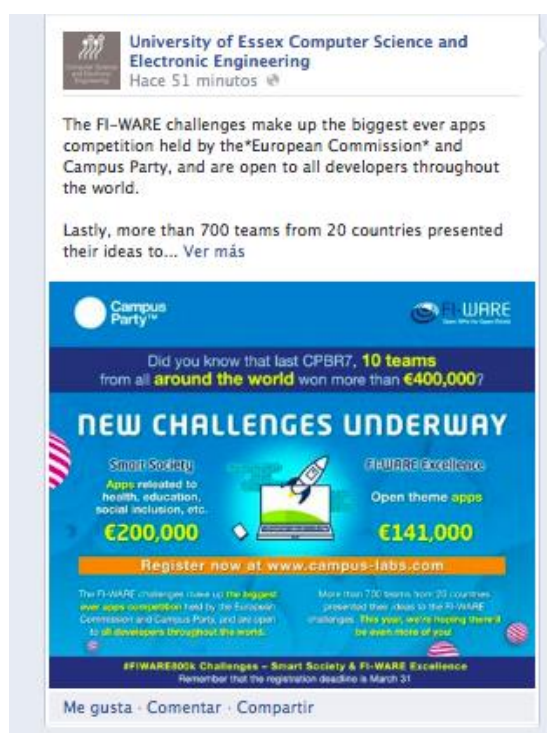 University of Essex Computer Science and
Electronic Engineering
Hace 51 minutos
The FI-WARE challenges make up the biggest ever apps
competition held by the*European Commission* and
Campus Party, and are open to all developers throughout
the world.
Lastly, more than 700 teams from 20 countries presented
their ideas to... Ver más
Campus
Party™
FI-WARE
Did you know that last CPBR7, 10 teams
from all around the world won more than €400,000?
NEW CHALLENGES UNDERWAY
Smart Society
Apps releated to
health, education,
social inclusion, etc.
€200,000
FI-WARE Excellence
Open theme apps
€141,000
Register now at www.campus-labs.com
The FI-WARE challenges make up the biggest
ever apps competition held by the European
Commission and Campus Party, and are open
to all developers throughout the world.
More than 700 teams from 20 countries
presented their ideas to the FI-WARE
challenges. This year, we're hoping there'll
be even more of you!
#FIWARE800k Challenges – Smart Society & FI-WARE Excellence
Remember that the registration deadline is March 31
Me gusta · Comentar · Compartir